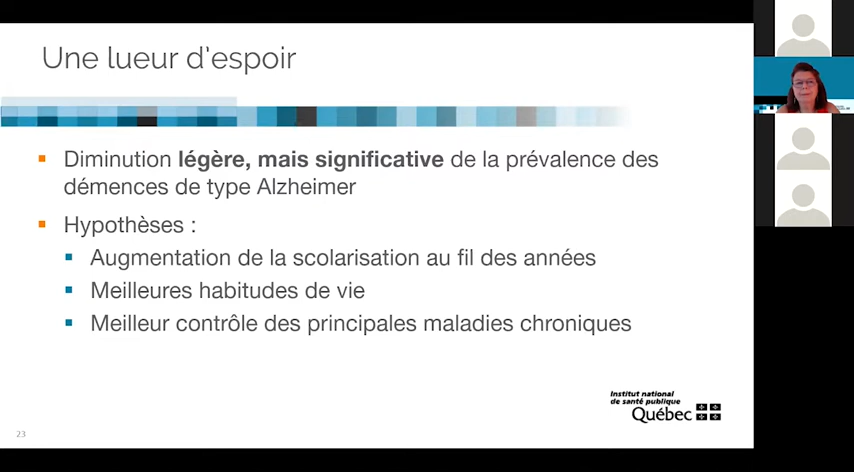 Une lueur d'espoir
Diminution légère, mais significative de la prévalence des
démences de type Alzheimer
Hypothèses :
Augmentation de la scolarisation au fil des années
Meilleures habitudes de vie
Meilleur contrôle des principales maladies chroniques
Institut national
de santé publique
Québec
23